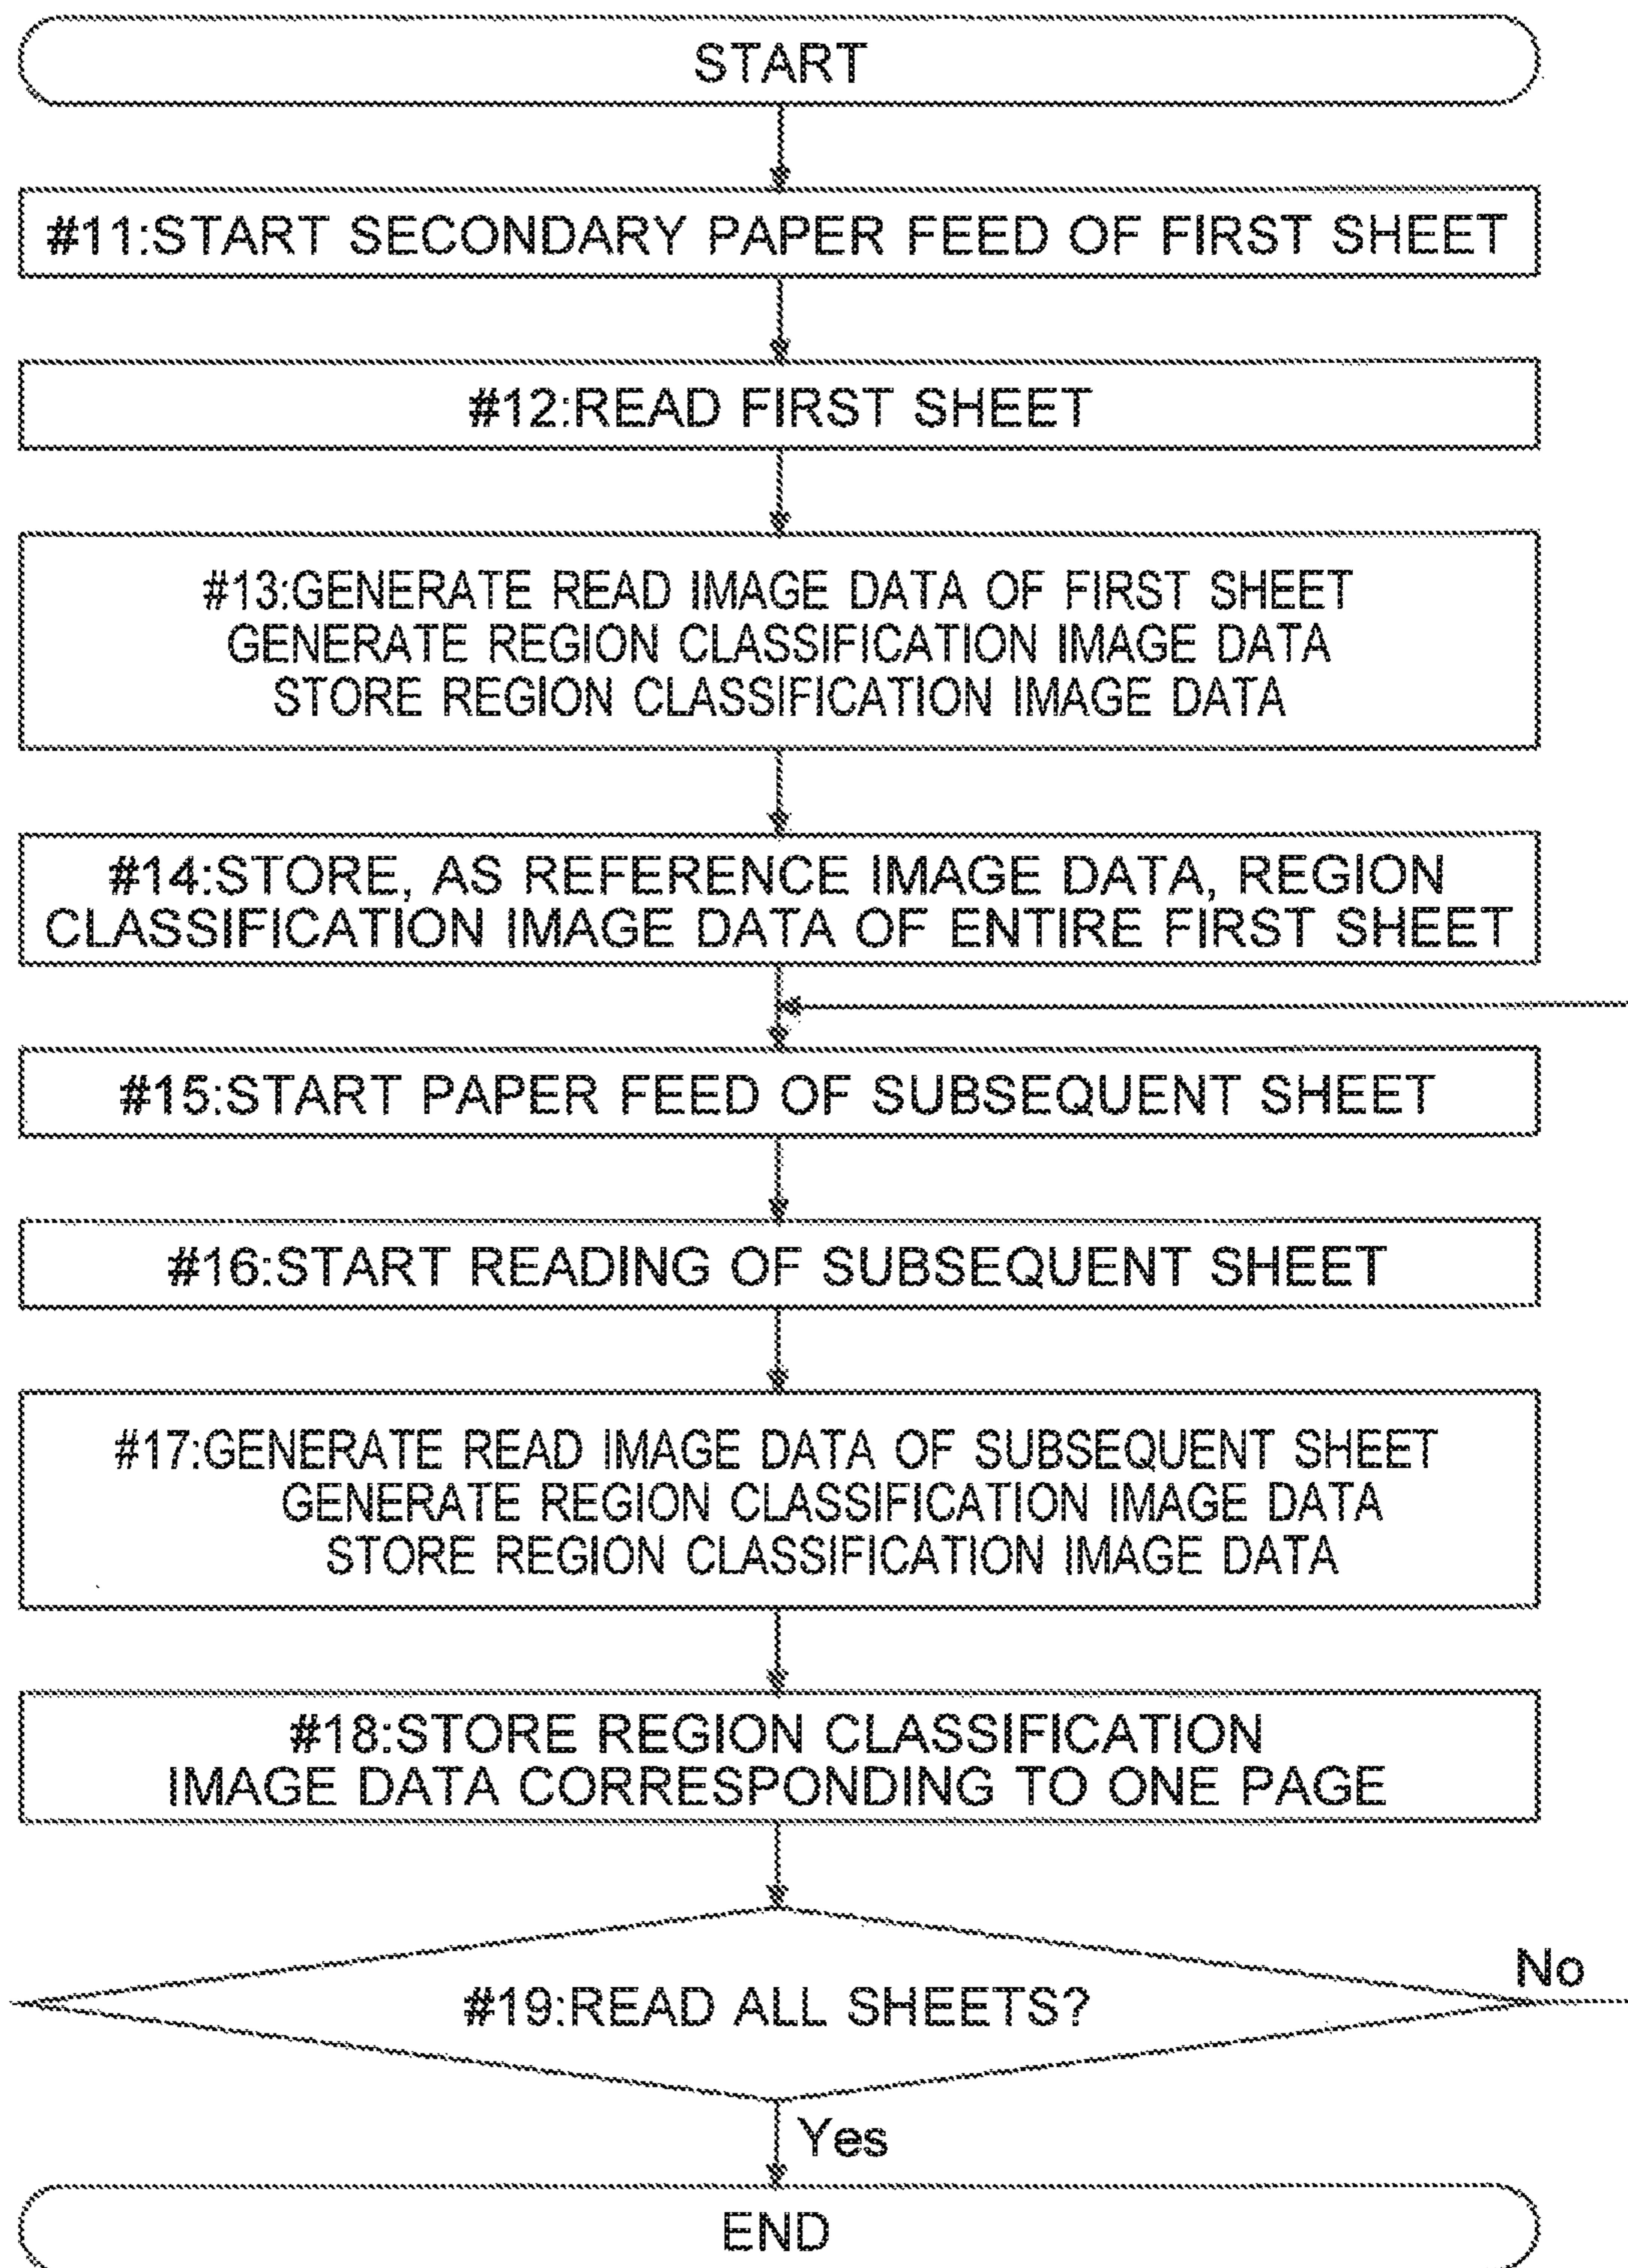 START
#11:START SECONDARY PAPER FEED OF FIRST SHEET
#12:READ FIRST SHEET
#13:GENERATE READ IMAGE DATA OF FIRST SHEET
GENERATE REGION CLASSIFICATION IMAGE DATA
STORE REGION CLASSIFICATION IMAGE DATA
#14:STORE, AS REFERENCE IMAGE DATA, REGION
CLASSIFICATION IMAGE DATA OF ENTIRE FIRST SHEET
#15:START PAPER FEED OF SUBSEQUENT SHEET
#16:START READING OF SUBSEQUENT SHEET
#17:GENERATE READ IMAGE DATA OF SUBSEQUENT SHEET
GENERATE REGION CLASSIFICATION IMAGE DATA
STORE REGION CLASSIFICATION IMAGE DATA
#18:STORE REGION CLASSIFICATION
IMAGE DATA CORRESPONDING TO ONE PAGE
#19:READ ALL SHEETS?
No
Yes
END